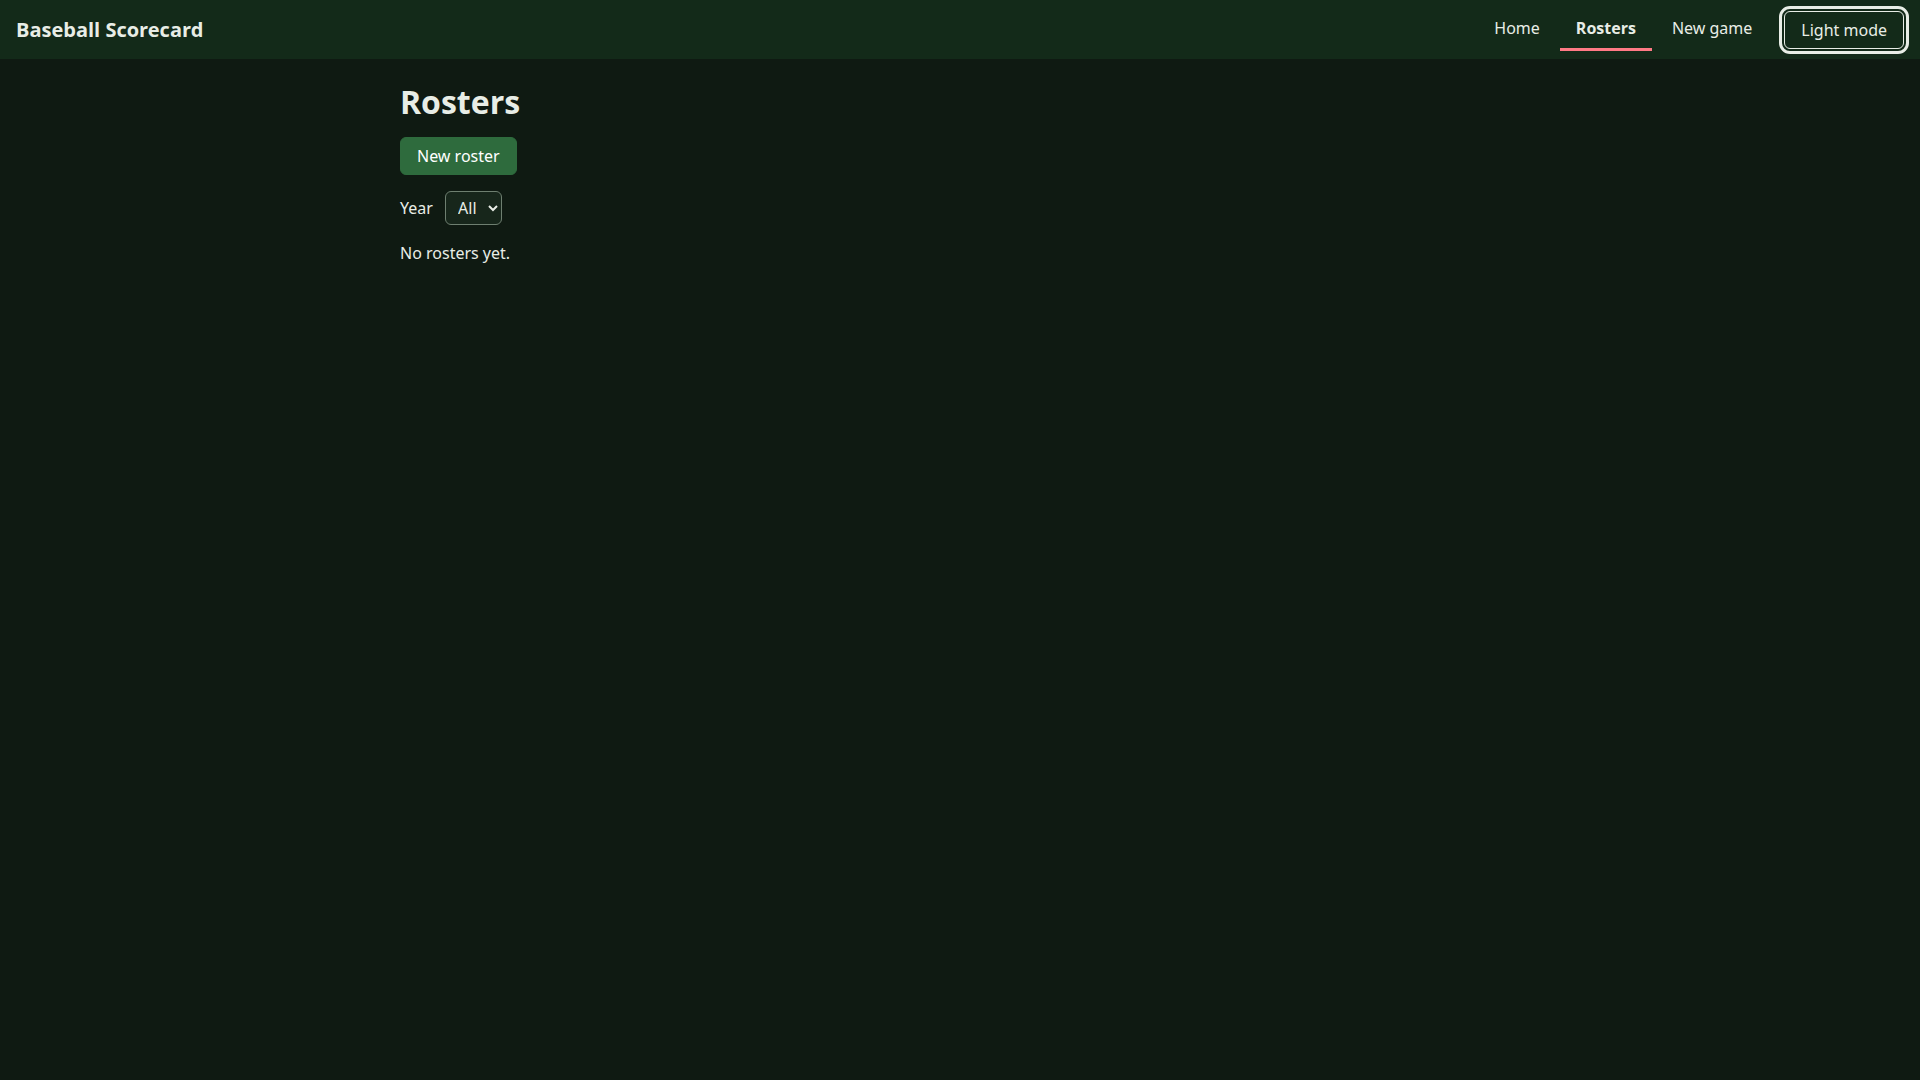 Baseball Scorecard
Home
Rosters
New game
Light mode
Rosters
New roster
Year All
No rosters yet.